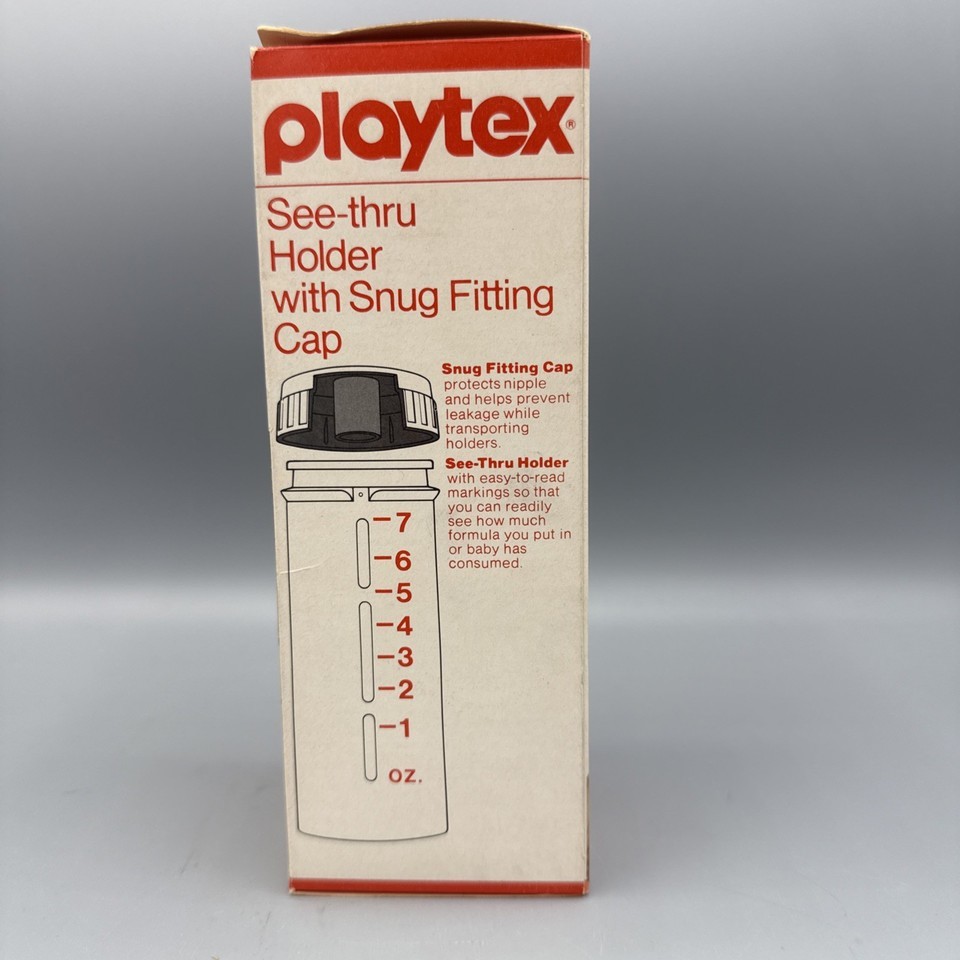 playtex®
See-thru
Holder
with Snug Fitting
Cap
Snug Fitting Cap
protects nipple
and helps prevent
leakage while
transporting
holders.
See-Thru Holder
with easy-to-read
markings so that
you can readily
see how much
formula you put in
or baby has
consumed.
7
6
5
4
3
2
1
OZ.